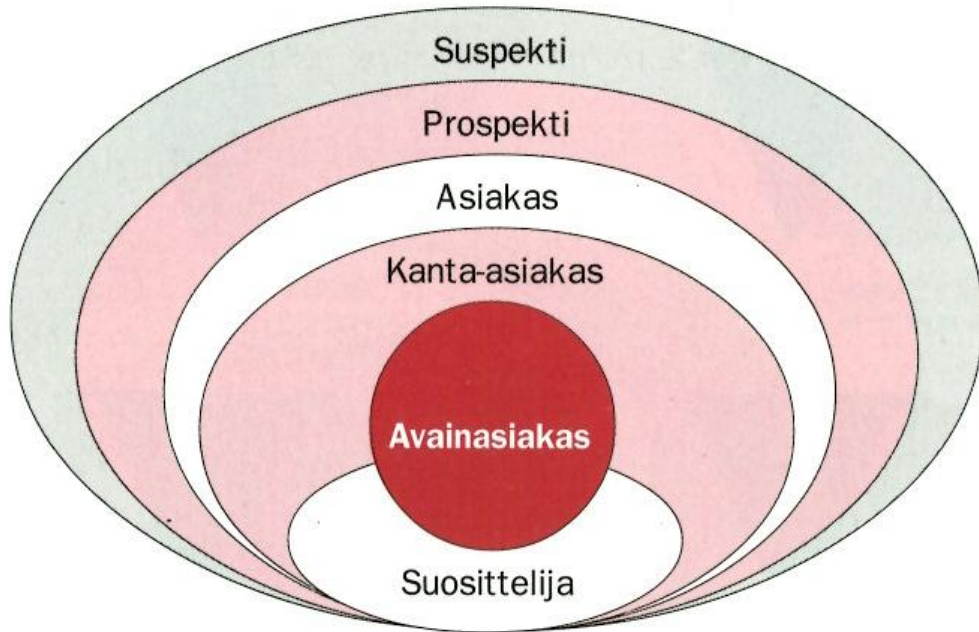 Suspekti
Prospekti
Asiakas
Kanta-asiakas
Avainasiakas
Suosittelija